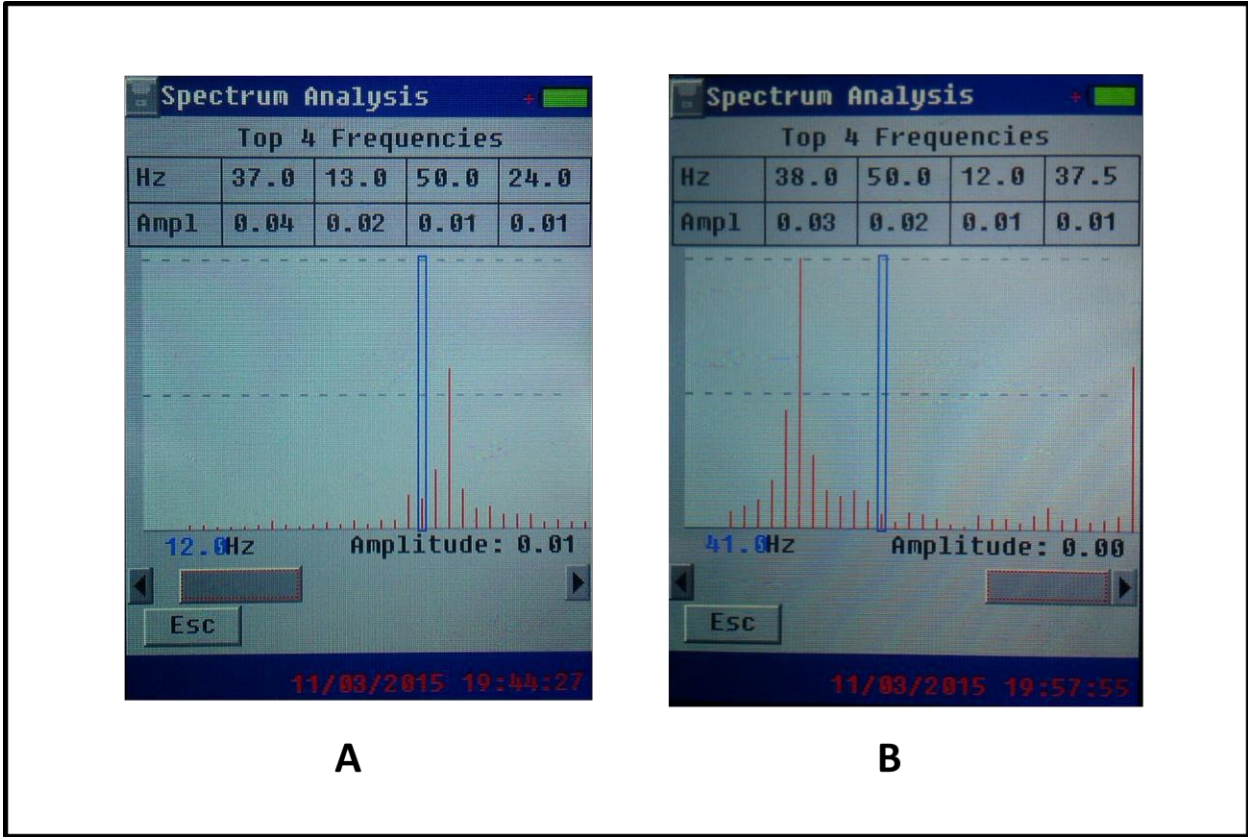 Spectrum Analysis
Top 4 Frequencies
Hz 37.0 13.0 50.0 24.0
Ampl 0.04 0.02 0.01 0.01
12.0Hz Amplitude: 0.01
Esc
11/03/2015 19:44:27
A
Spectrum Analysis
Top 4 Frequencies
Hz 38.0 50.0 12.0 37.5
Ampl 0.03 0.02 0.01 0.01
41.0Hz Amplitude: 0.00
Esc
11/03/2015 19:57:55
B